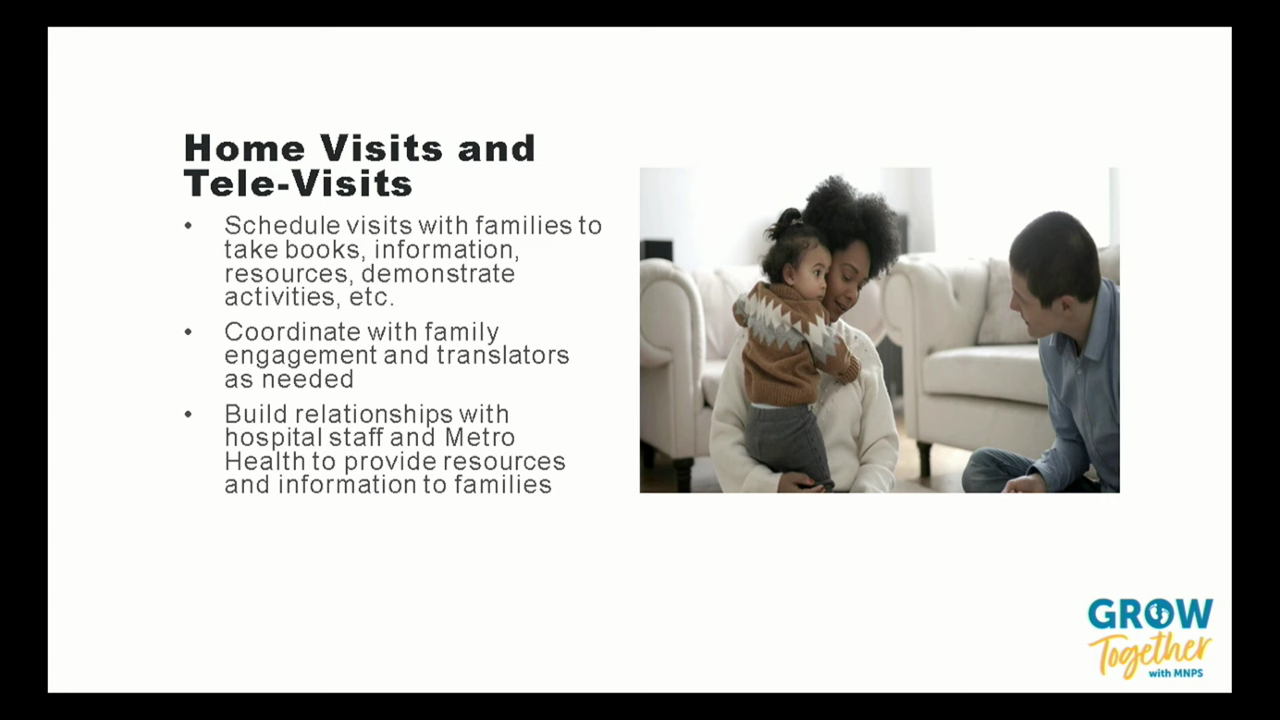 Home Visits and
Tele-Visits
• Schedule visits with families to
take books, information,
resources, demonstrate
activities, etc.
• Coordinate with family
engagement and translators
as needed
• Build relationships with
hospital staff and Metro
Health to provide resources
and information to families
GROW
Together
with MNPS